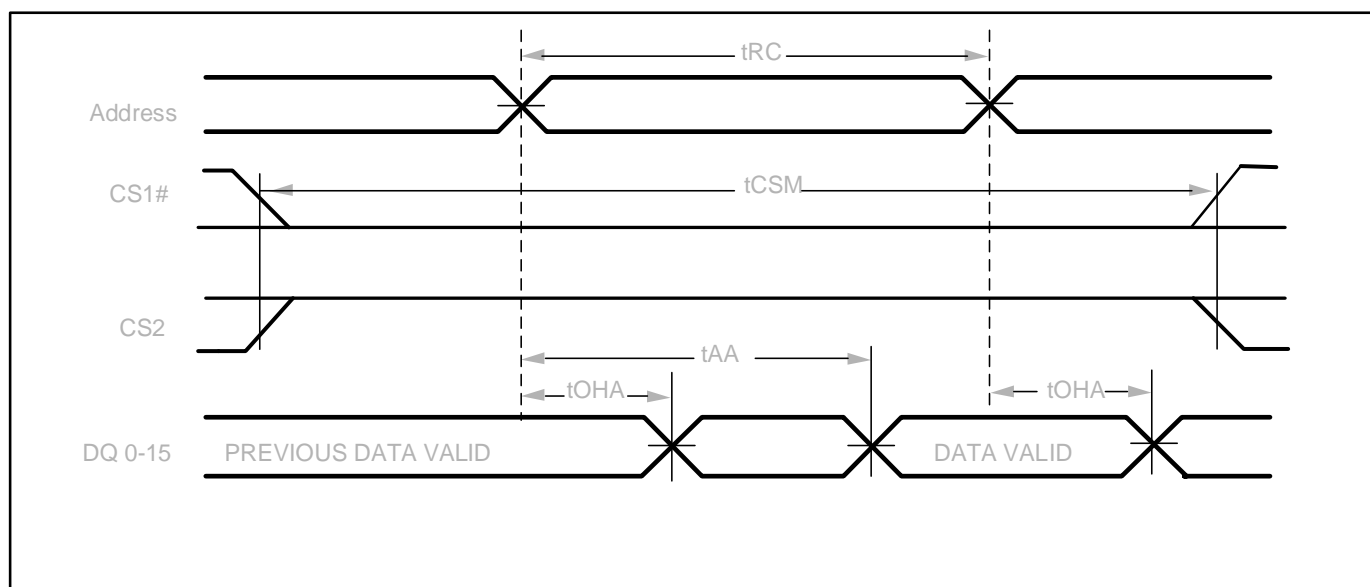 tRC
Address
CS1#
tCSM
CS2
tAA
tOHA
tOHA
DQ 0-15
PREVIOUS DATA VALID
DATA VALID